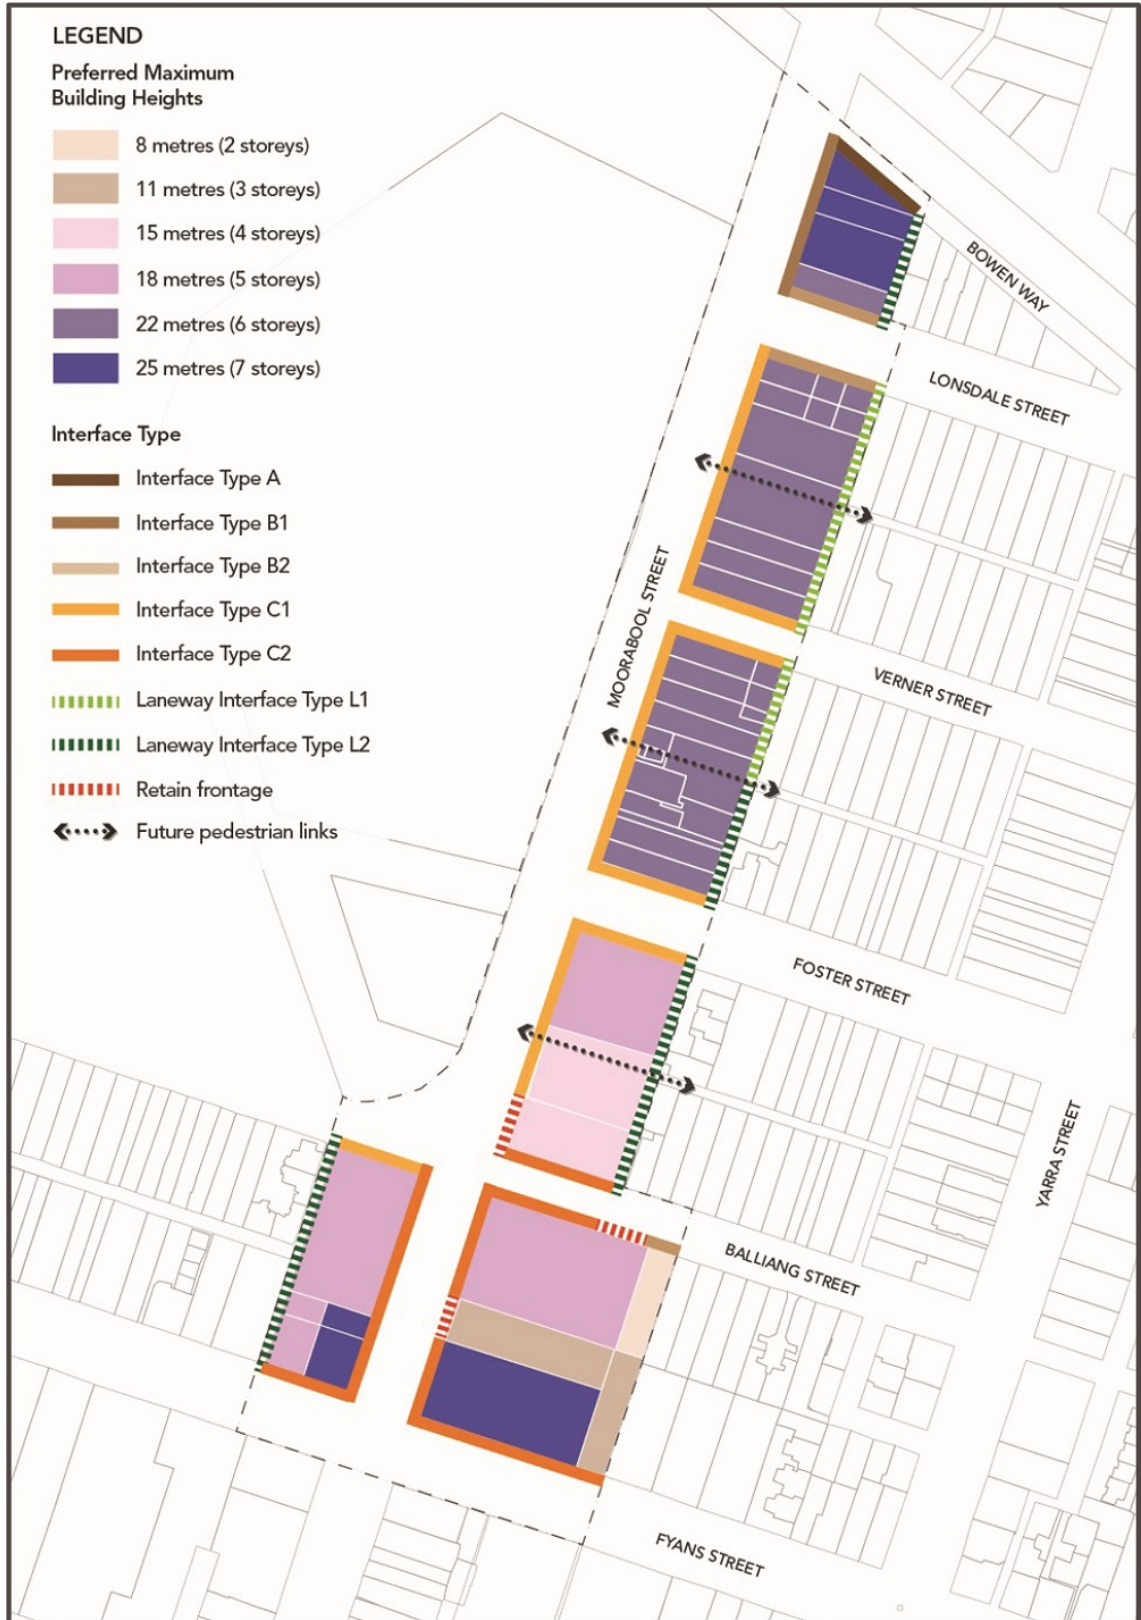 LEGEND
Preferred Maximum
Building Heights
8 metres (2 storeys)
11 metres (3 storeys)
15 metres (4 storeys)
18 metres (5 storeys)
22 metres (6 storeys)
25 metres (7 storeys)
Interface Type
Interface Type A
Interface Type B1
Interface Type B2
Interface Type C1
Interface Type C2
Laneway Interface Type L1
Laneway Interface Type L2
Retain frontage
Future pedestrian links
BOWEN WAY
LONSDALE STREET
MOORABOOL STREET
VERNER STREET
FOSTER STREET
YARRA STREET
BALLIANG STREET
FYANS STREET